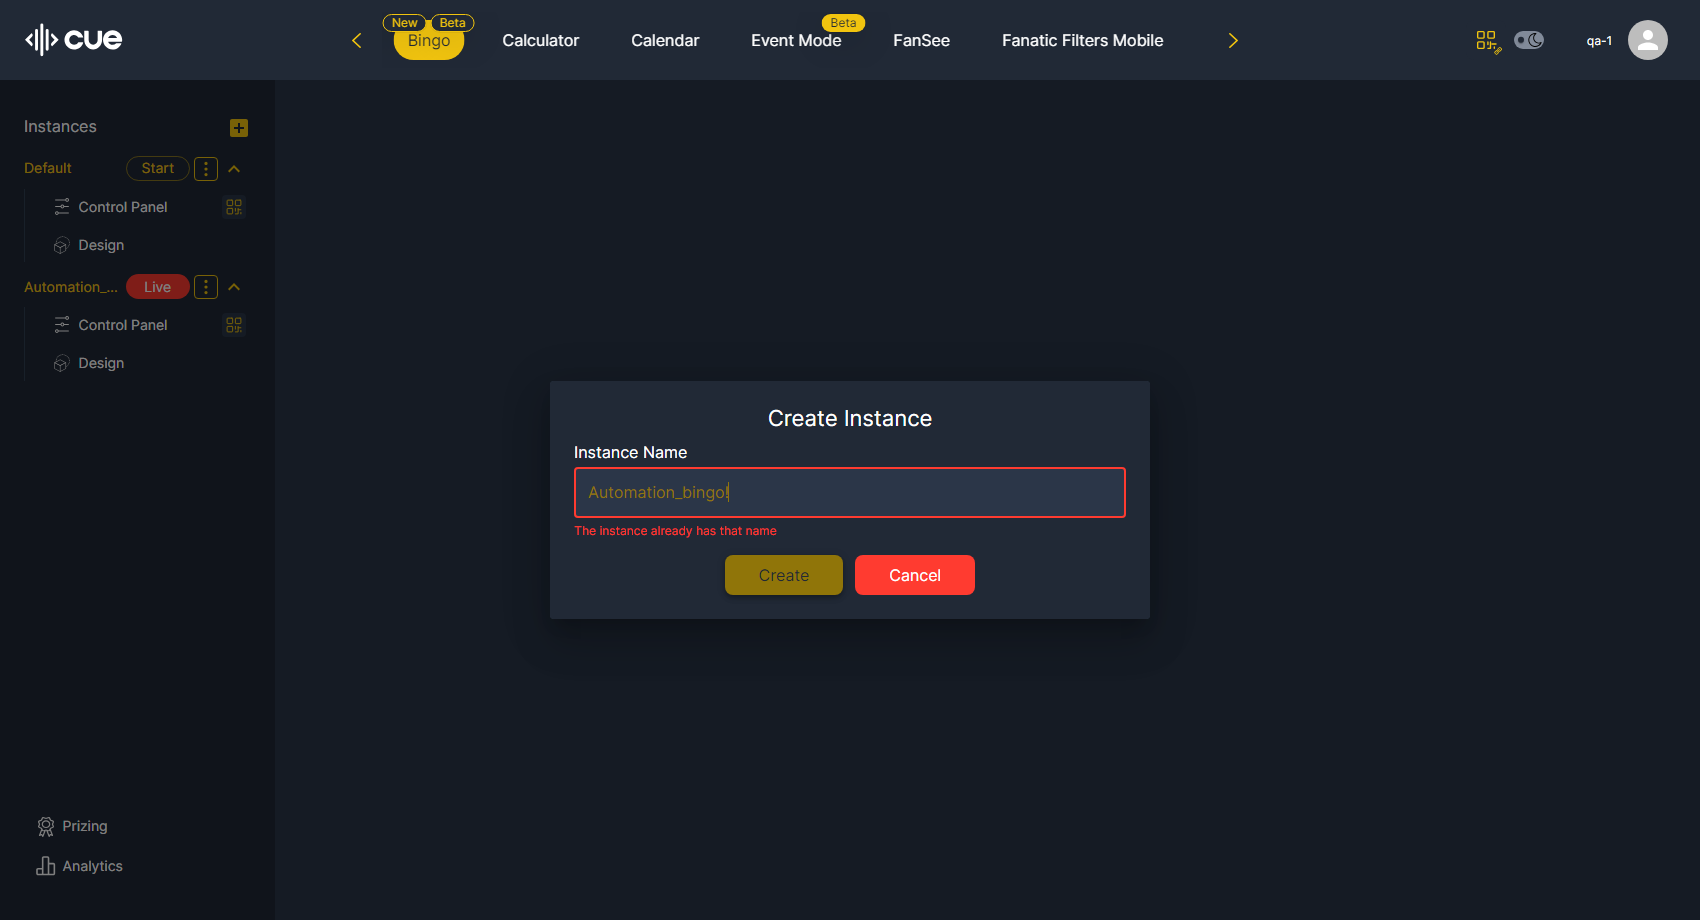 cue
New Beta Beta
Bingo Calculator Calendar Event Mode FanSee Fanatic Filters Mobile
qa-1
Instances
Default Start
Control Panel
Design
Automation_... Live
Control Panel
Design
Create Instance
Instance Name
Automation_bingo!
The instance already has that name
Create Cancel
Prizing
Analytics